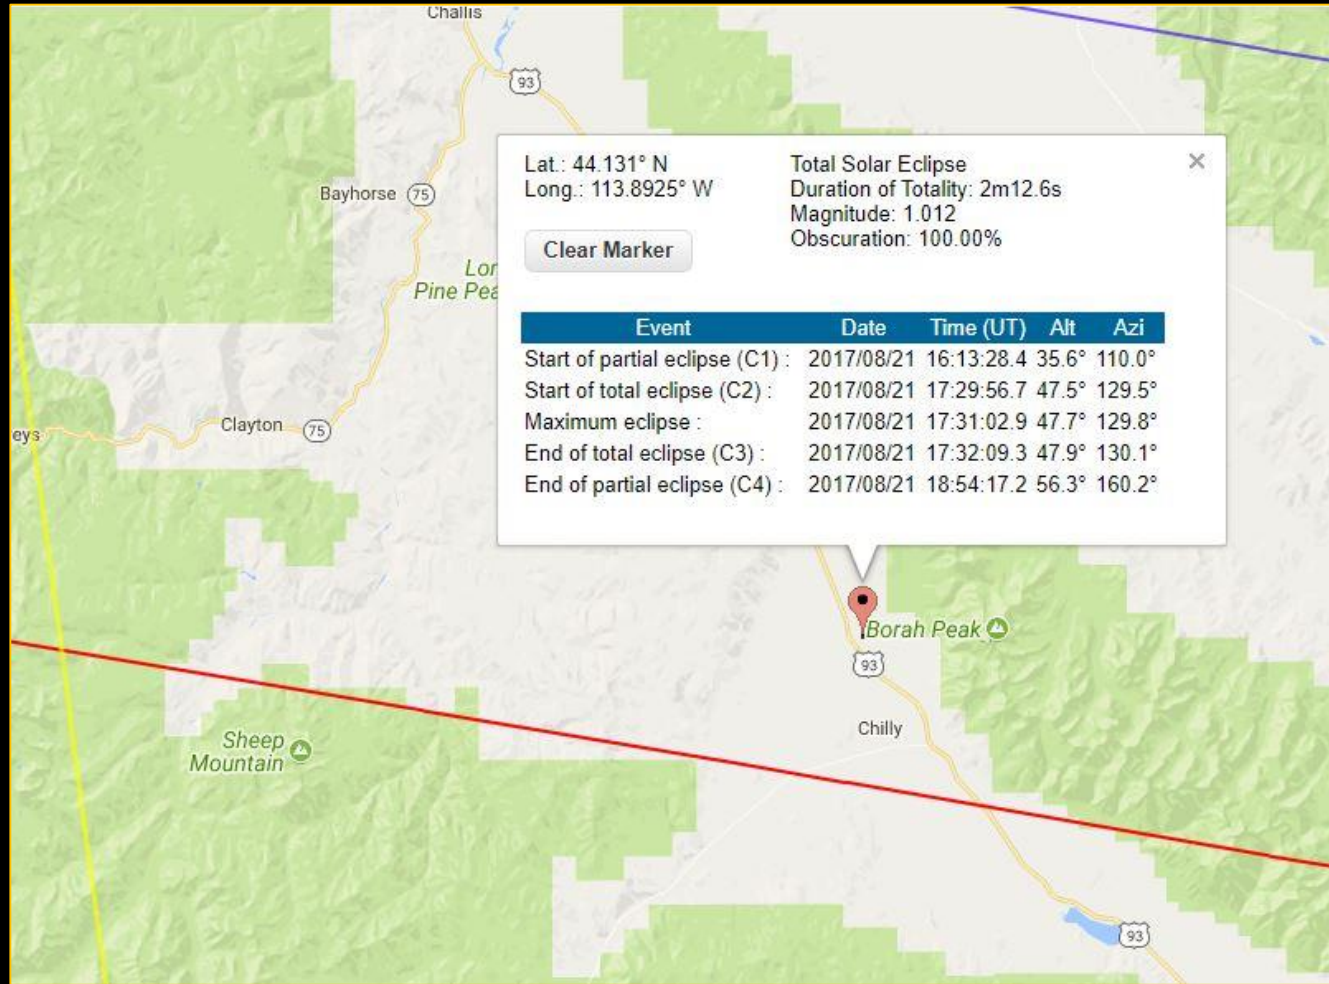 Challis
93
Lat.: 44.131° N
Long.: 113.8925° W
Total Solar Eclipse
Duration of Totality: 2m12.6s
Magnitude: 1.012
Obscuration: 100.00%
×
Clear Marker
Bayhorse 75
Lor
Pine Pea
Event Date Time (UT) Alt Azi
Start of partial eclipse (C1) : 2017/08/21 16:13:28.4 35.6° 110.0°
Start of total eclipse (C2) : 2017/08/21 17:29:56.7 47.5° 129.5°
Maximum eclipse : 2017/08/21 17:31:02.9 47.7° 129.8°
End of total eclipse (C3) : 2017/08/21 17:32:09.3 47.9° 130.1°
End of partial eclipse (C4) : 2017/08/21 18:54:17.2 56.3° 160.2°
eys
Clayton 75
Borah Peak
93
Chilly
Sheep
Mountain
93